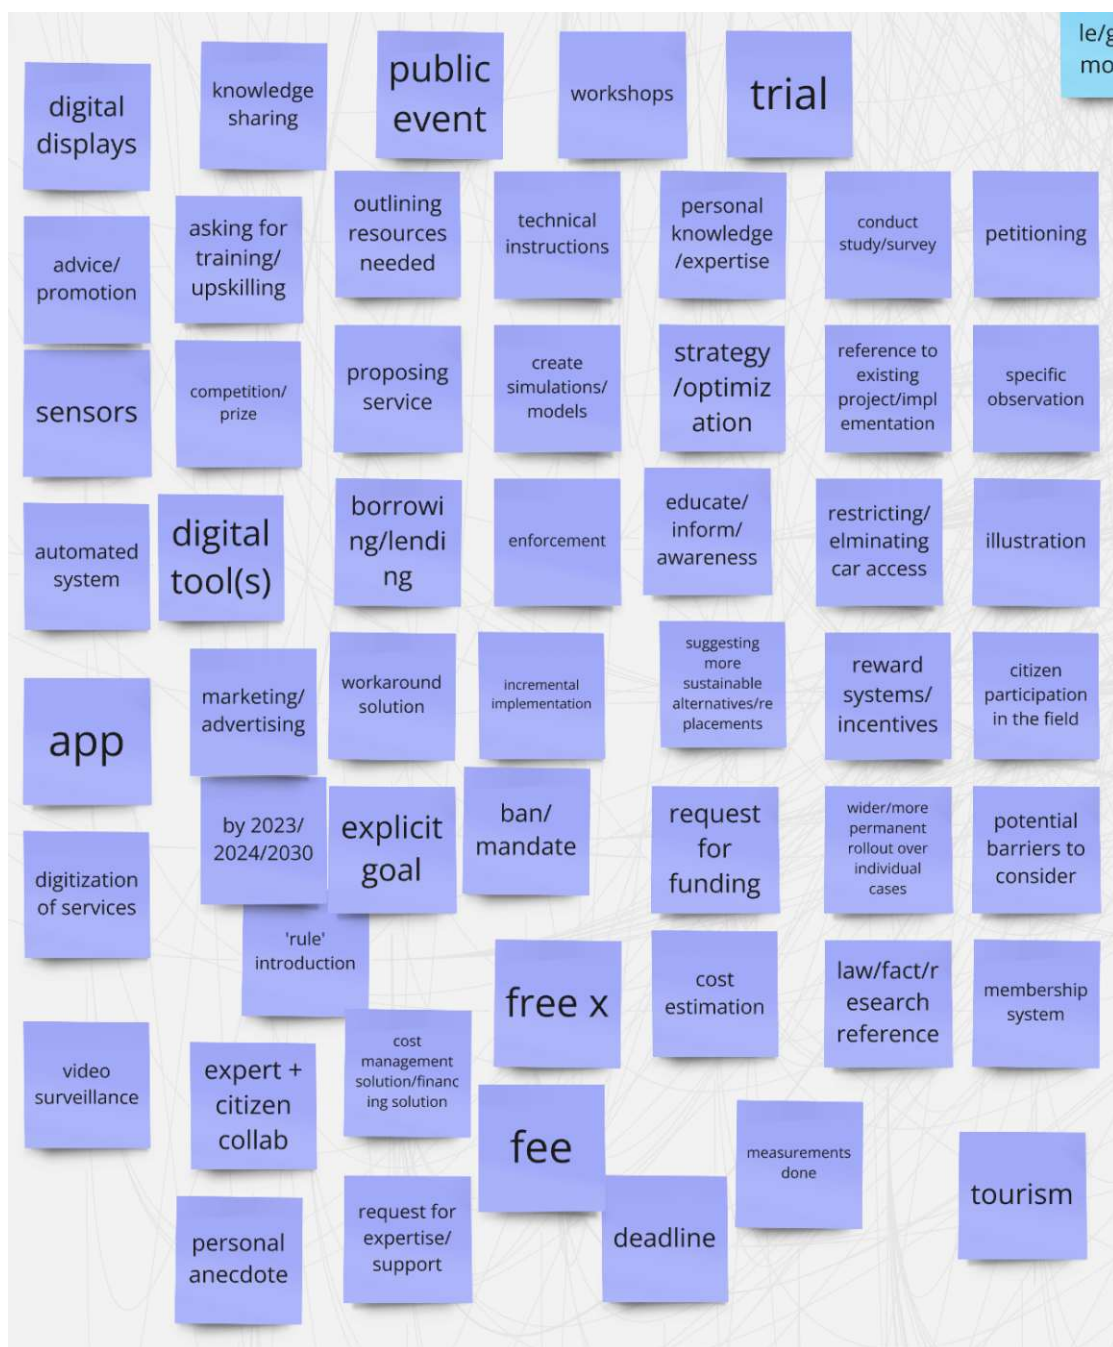 le/g
mo
digital
displays
knowledge
sharing
public
event
workshops
trial
advice/
promotion
asking for
training/
upskilling
outlining
resources
needed
technical
instructions
personal
knowledge
/expertise
conduct
study/survey
petitioning
sensors
competition/
prize
proposing
service
create
simulations/
models
strategy
/optimiz
ation
reference to
existing
project/impl
ementation
specific
observation
automated
system
digital
tool(s)
borrowi
ng/lendi
ng
enforcement
educate/
inform/
awareness
restricting/
elminating
car access
illustration
app
marketing/
advertising
workaround
solution
incremental
implementation
suggesting
more
sustainable
alternatives/re
placements
reward
systems/
incentives
citizen
participation
in the field
digitization
of services
by 2023/
2024/2030
explicit
goal
ban/
mandate
request
for
funding
wider/more
permanent
rollout over
individual
cases
potential
barriers to
consider
'rule'
introduction
free x
cost
estimation
law/fact/r
esearch
reference
membership
system
video
surveillance
expert +
citizen
collab
cost
management
solution/financ
ing solution
fee
measurements
done
tourism
personal
anecdote
request for
expertise/
support
deadline